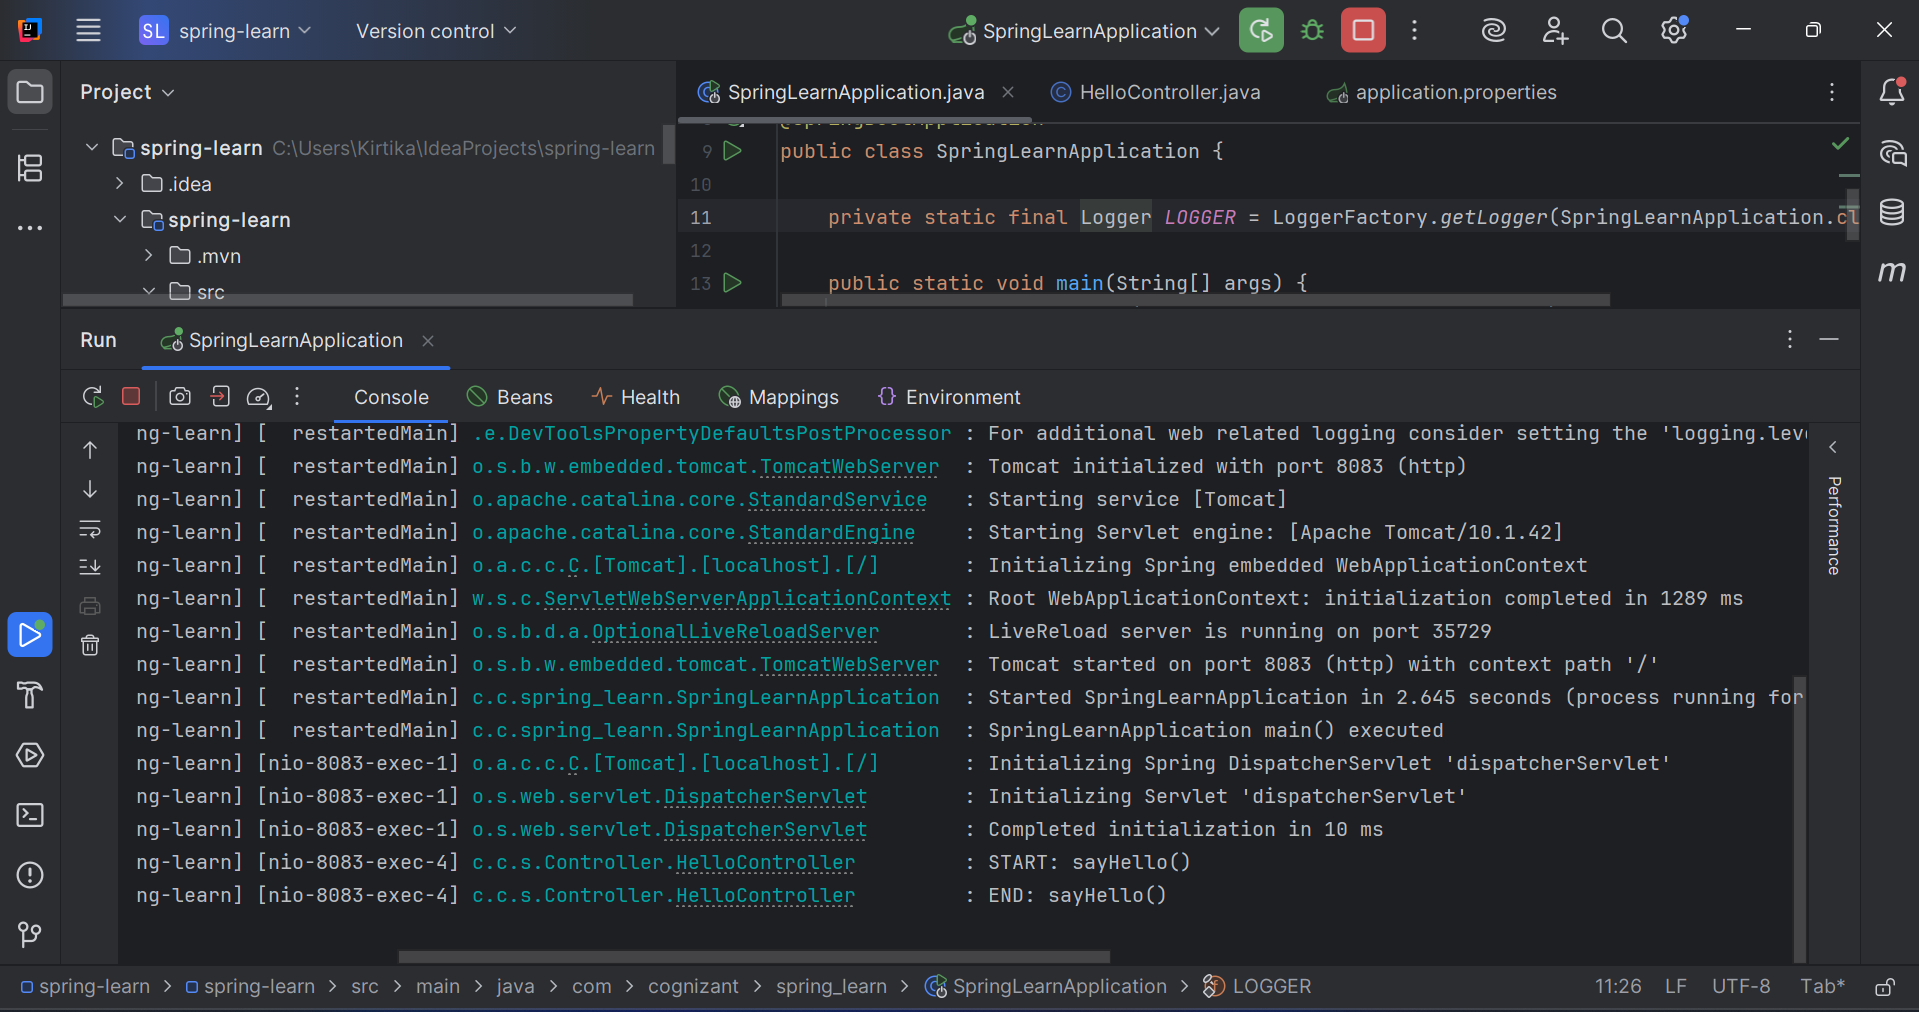 SL spring-learn Version control SpringLearnApplication
Project
SpringLearnApplication.java HelloController.java application.properties
spring-learn C:\Users\Kirtika\IdeaProjects\spring-learn
.idea
spring-learn
.mvn
src
9 public class SpringLearnApplication {
10
11 private static final Logger LOGGER = LoggerFactory.getLogger(SpringLearnApplication.cl
12
13 public static void main(String[] args) {
Run SpringLearnApplication
Console Beans Health Mappings Environment
ng-learn] [  restartedMain] .e.DevToolsPropertyDefaultsPostProcessor : For additional web related logging consider setting the 'logging.leve
ng-learn] [  restartedMain] o.s.b.w.embedded.tomcat.TomcatWebServer : Tomcat initialized with port 8083 (http)
ng-learn] [  restartedMain] o.apache.catalina.core.StandardService : Starting service [Tomcat]
ng-learn] [  restartedMain] o.apache.catalina.core.StandardEngine : Starting Servlet engine: [Apache Tomcat/10.1.42]
ng-learn] [  restartedMain] o.a.c.c.C.[Tomcat].[localhost].[/] : Initializing Spring embedded WebApplicationContext
ng-learn] [  restartedMain] w.s.c.ServletWebServerApplicationContext : Root WebApplicationContext: initialization completed in 1289 ms
ng-learn] [  restartedMain] o.s.b.d.a.OptionalLiveReloadServer : LiveReload server is running on port 35729
ng-learn] [  restartedMain] o.s.b.w.embedded.tomcat.TomcatWebServer : Tomcat started on port 8083 (http) with context path '/'
ng-learn] [  restartedMain] c.c.spring_learn.SpringLearnApplication : Started SpringLearnApplication in 2.645 seconds (process running for
ng-learn] [  restartedMain] c.c.spring_learn.SpringLearnApplication : SpringLearnApplication main() executed
ng-learn] [nio-8083-exec-1] o.a.c.c.C.[Tomcat].[localhost].[/] : Initializing Spring DispatcherServlet 'dispatcherServlet'
ng-learn] [nio-8083-exec-1] o.s.web.servlet.DispatcherServlet : Initializing Servlet 'dispatcherServlet'
ng-learn] [nio-8083-exec-1] o.s.web.servlet.DispatcherServlet : Completed initialization in 10 ms
ng-learn] [nio-8083-exec-4] c.c.s.Controller.HelloController : START: sayHello()
ng-learn] [nio-8083-exec-4] c.c.s.Controller.HelloController : END: sayHello()
Performance
spring-learn > spring-learn > src > main > java > com > cognizant > spring_learn > SpringLearnApplication > LOGGER 11:26 LF UTF-8 Tab*